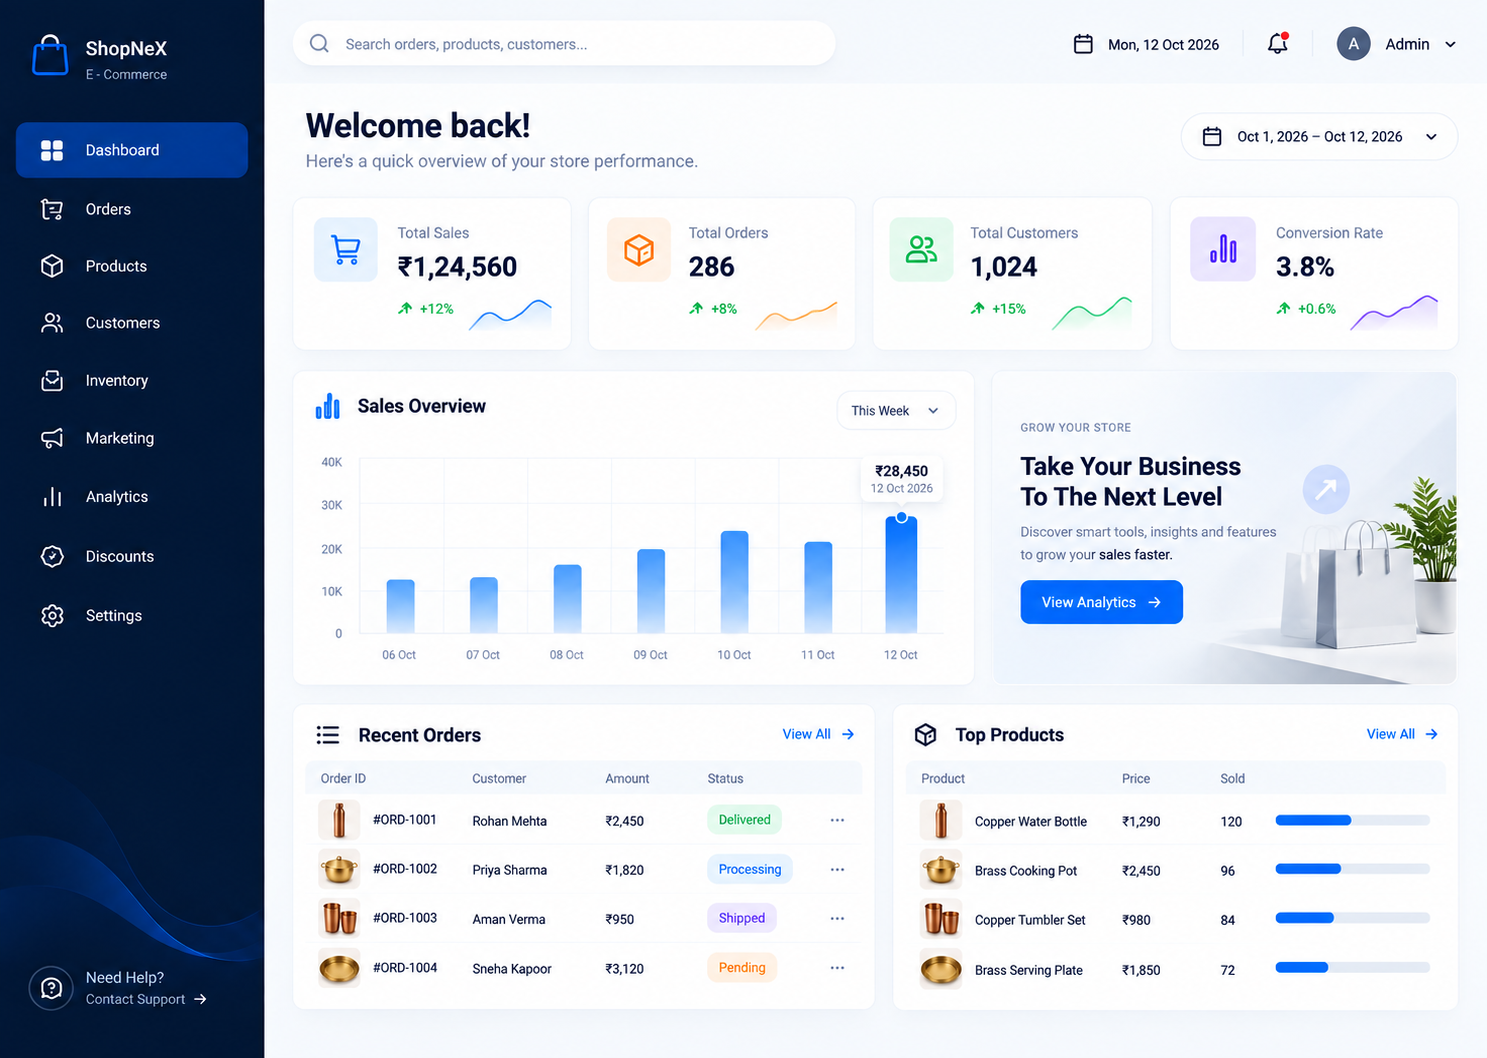 ShopNeX
E - Commerce
Dashboard
Orders
Products
Customers
Inventory
Marketing
Analytics
Discounts
Settings
Need Help?
Contact Support →
Search orders, products, customers...
Mon, 12 Oct 2026
A
Admin
Welcome back!
Here's a quick overview of your store performance.
Oct 1, 2026 – Oct 12, 2026
Total Sales
₹1,24,560
+12%
Total Orders
286
+8%
Total Customers
1,024
+15%
Conversion Rate
3.8%
+0.6%
Sales Overview
This Week
40K
30K
20K
10K
0
₹28,450
12 Oct 2026
06 Oct
07 Oct
08 Oct
09 Oct
10 Oct
11 Oct
12 Oct
GROW YOUR STORE
Take Your Business
To The Next Level
Discover smart tools, insights and features
to grow your sales faster.
View Analytics →
Recent Orders
View All →
Order ID Customer Amount Status
#ORD-1001 Rohan Mehta ₹2,450 Delivered ...
#ORD-1002 Priya Sharma ₹1,820 Processing ...
#ORD-1003 Aman Verma ₹950 Shipped ...
#ORD-1004 Sneha Kapoor ₹3,120 Pending ...
Top Products
View All →
Product Price Sold
Copper Water Bottle ₹1,290 120
Brass Cooking Pot ₹2,450 96
Copper Tumbler Set ₹980 84
Brass Serving Plate ₹1,850 72